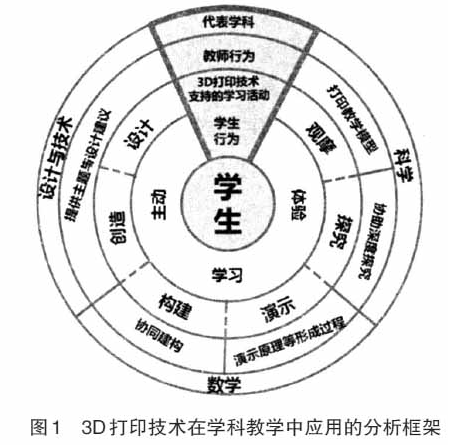 代表学科
教师行为
3D打印技术
支持的学习活动
学生
行为
学生
主动
体验
学习
设计
创造
观摩
探究
构建
演示
提供主题与设计建议
打印教学模型
协助深度探究
协同建构
演示原理等形成过程
设计与技术
科学
数学
图1 3D打印技术在学科教学中应用的分析框架